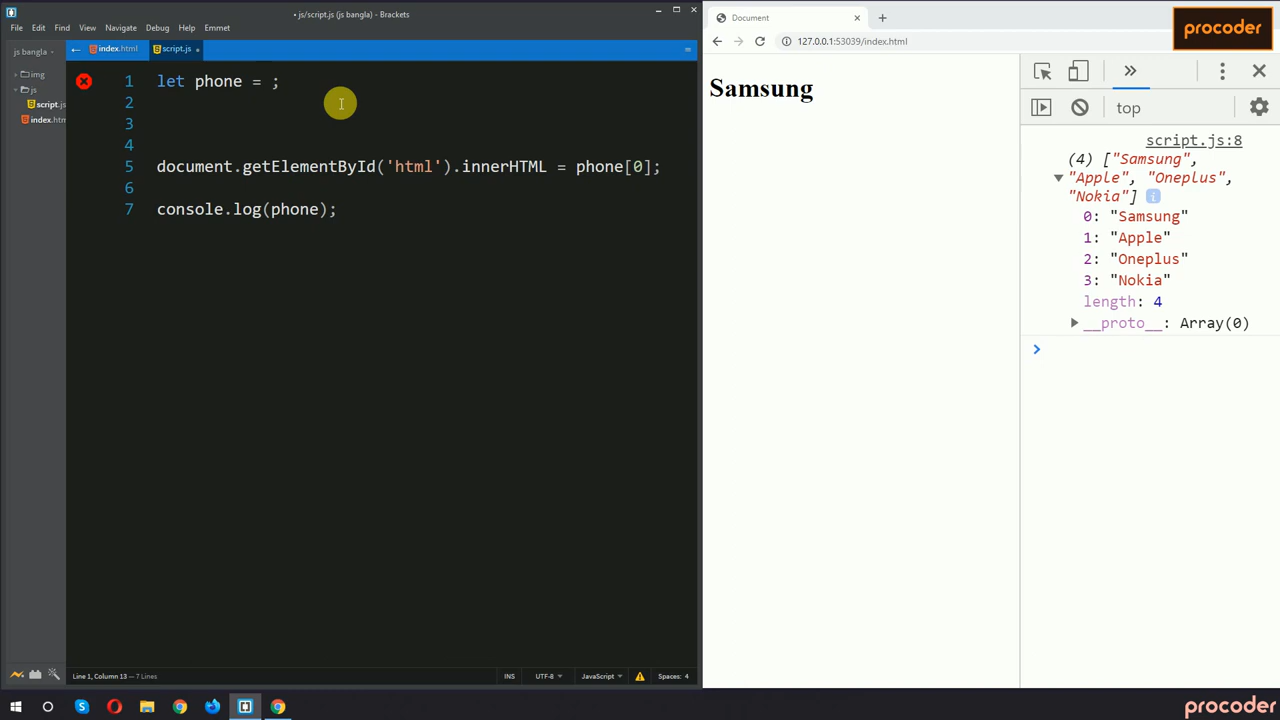 • js/script.js (js bangla) - Brackets
File Edit Find View Navigate Debug Help Emmet
js bangla
img
js
script.js
index.htm
index.html
script.js •
1 let phone = ;
2
3
4
5 document.getElementById('html').innerHTML = phone[0];
6
7 console.log(phone);
Line 1, Column 13 — 7 Lines
INS UTF-8 JavaScript Spaces: 4
Document
127.0.0.1:53039/index.html
procoder
Samsung
top
script.js:8
(4) ["Samsung",
"Apple", "Oneplus",
"Nokia"] i
0: "Samsung"
1: "Apple"
2: "Oneplus"
3: "Nokia"
length: 4
__proto__: Array(0)
procoder